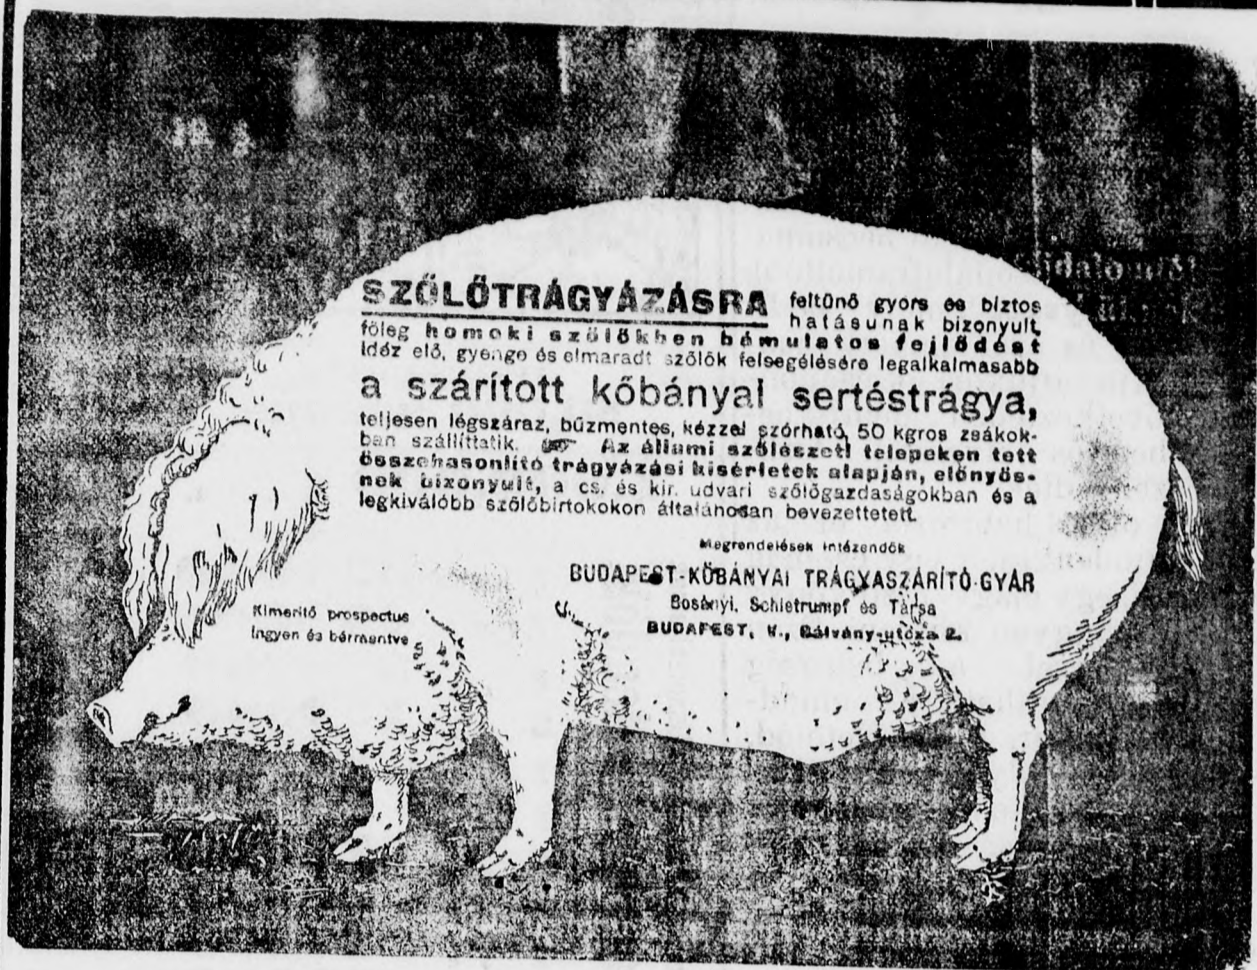 SZŐLŐTRÁGYÁZÁSRA feltűnő gyors és biztos
hatásunak bizonyult,
főleg homoki szőlőkben bámulatos fejlődést
idéz elő, gyenge és elmaradt szőlők felsegélésére legalkalmasabb
a szárított kőbányai sertéstrágya,
teljesen légszáraz, bűzmentes, kézzel szórható, 50 kgros zsákok-
ban szállíttatik. Az állami szőlészeti telepeken tett
összehasonlító trágyázási kisérletek alapján, előnyös-
nek bizonyult, a cs. és kir. udvari szőlőgazdaságokban és a
legkiválóbb szőlőbirtokokon általánosan bevezettetett.
Megrendelések intézendők
BUDAPEST-KŐBÁNYAI TRÁGYASZÁRÍTÓ-GYÁR
Bosányi, Schietrumpf és Társa
BUDAPEST, V., Bálvány-utcza 2.
Kimerítő prospectus
ingyen és bérmentve